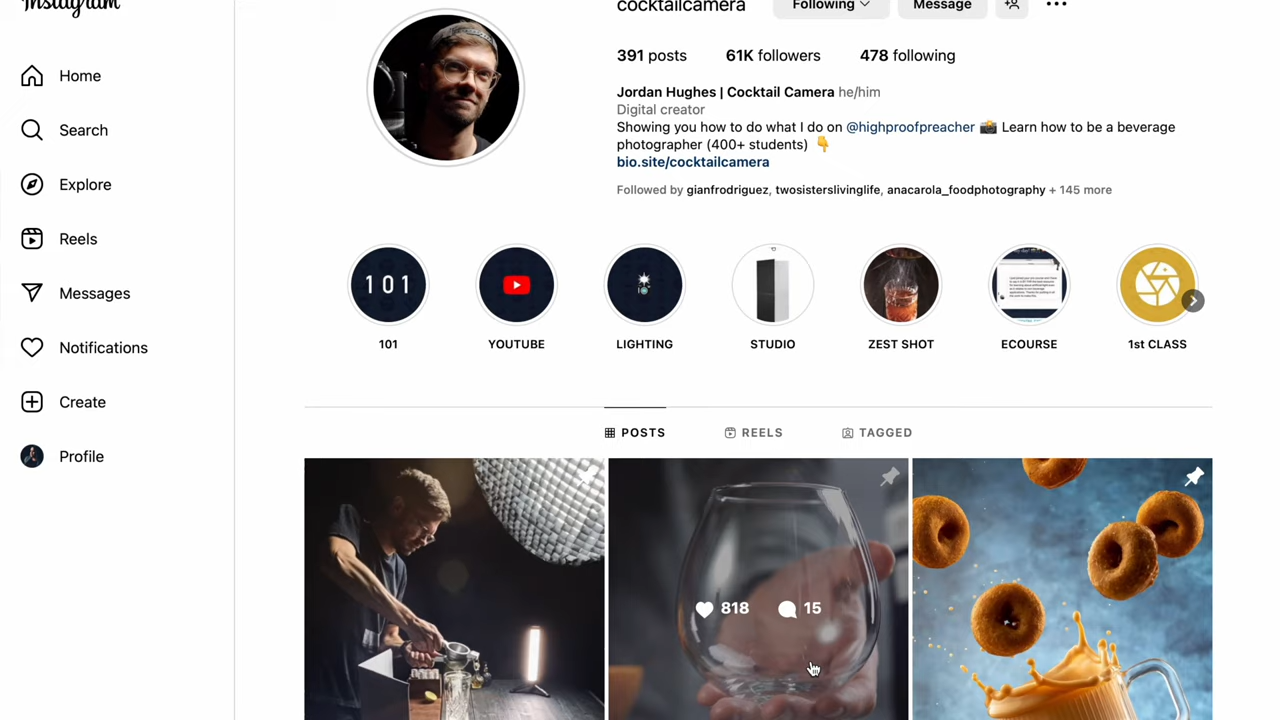 Instagram
cocktailcamera
Following
Message
391 posts
61K followers
478 following
Home
Search
Explore
Reels
Messages
Notifications
Create
Profile
Jordan Hughes | Cocktail Camera he/him
Digital creator
Showing you how to do what I do on @highproofpreacher 📸 Learn how to be a beverage
photographer (400+ students) 👇
bio.site/cocktailcamera
Followed by gianfrodriguez, twosisterslivinglife, anacarola_foodphotography + 145 more
101
101
YOUTUBE
LIGHTING
STUDIO
ZEST SHOT
ECOURSE
1st CLASS
POSTS
REELS
TAGGED
818
15